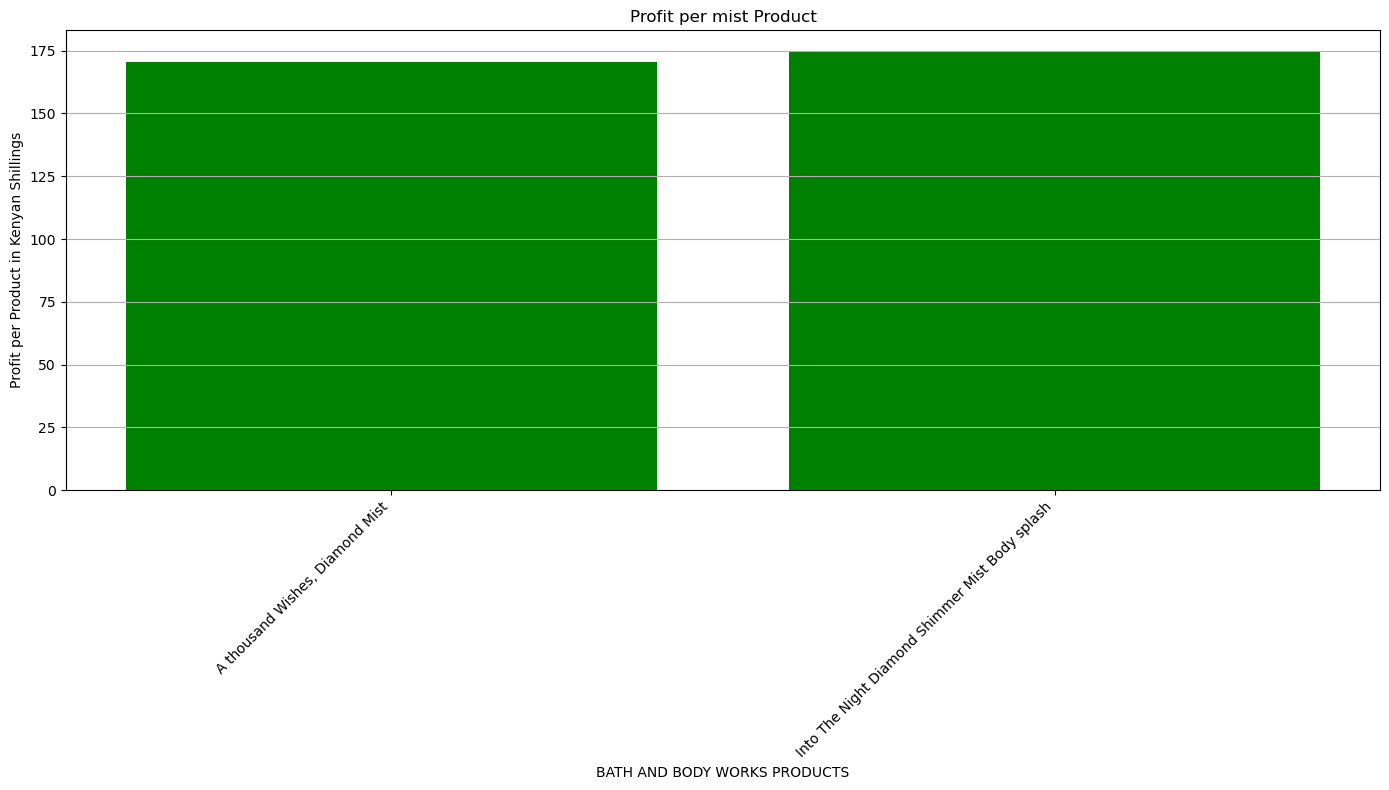 Profit per mist Product
Profit per Product in Kenyan Shillings
175
150
125
100
75
50
25
0
A thousand Wishes, Diamond Mist
Into The Night Diamond Shimmer Mist Body splash
BATH AND BODY WORKS PRODUCTS